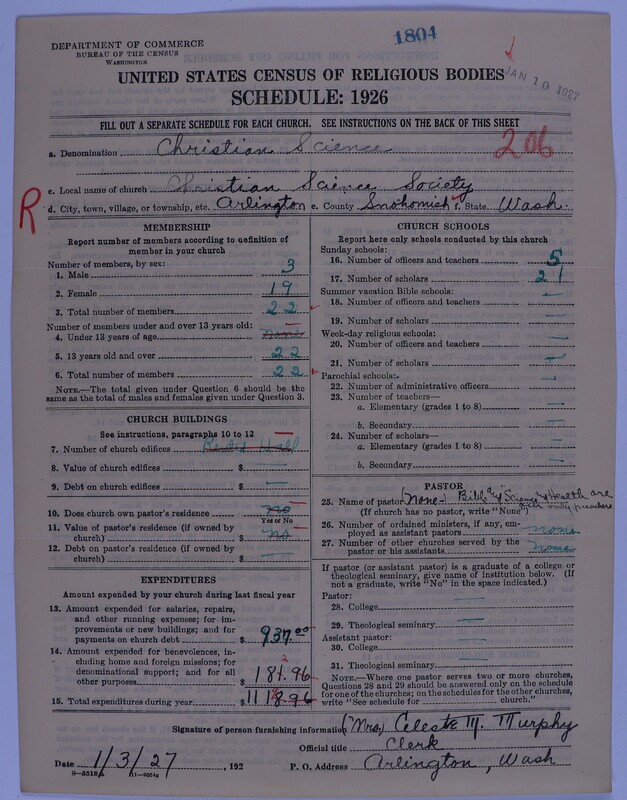 1804
DEPARTMENT OF COMMERCE
BUREAU OF THE CENSUS
WASHINGTON
JAN 10 1927
UNITED STATES CENSUS OF RELIGIOUS BODIES
SCHEDULE: 1926
FILL OUT A SEPARATE SCHEDULE FOR EACH CHURCH. SEE INSTRUCTIONS ON THE BACK OF THIS SHEET
a. Denomination Christian Science 206
c. Local name of church Christian Science Society
R
d. City, town, village, or township, etc. Arlington e. County Snohomish f. State Wash.
MEMBERSHIP
Report number of members according to definition of member in your church
Number of members, by sex:
1. Male 3
2. Female 19
3. Total number of members 22
Number of members under and over 13 years old:
4. Under 13 years of age none
5. 13 years old and over 22
6. Total number of members 22
NOTE.—The total given under Question 6 should be the
same as the total of males and females given under Question 3.
CHURCH BUILDINGS
See instructions, paragraphs 10 to 12
7. Number of church edifices Rented Hall
8. Value of church edifices $ —
9. Debt on church edifices $ —
10. Does church own pastor's residence? no
Yes or No
11. Value of pastor's residence (if owned by
church) $ no
12. Debt on pastor's residence (if owned by
church) $ —
EXPENDITURES
Amount expended by your church during last fiscal year
13. Amount expended for salaries, repairs,
and other running expenses; for im-
provements or new buildings; and for
payments on church debt $ 937.00
14. Amount expended for benevolences, in-
cluding home and foreign missions; for
denominational support; and for all
other purposes $ 181.96
2
15. Total expenditures during year $ 1118.96
CHURCH SCHOOLS
Report here only schools conducted by this church
Sunday schools:
16. Number of officers and teachers 5
17. Number of scholars 21
Summer vacation Bible schools:
18. Number of officers and teachers —
19. Number of scholars —
Week-day religious schools:
20. Number of officers and teachers —
21. Number of scholars —
Parochial schools:
22. Number of administrative officers —
23. Number of teachers—
a. Elementary (grades 1 to 8) —
b. Secondary —
24. Number of scholars—
a. Elementary (grades 1 to 8) —
b. Secondary —
PASTOR
25. Name of pastor (None- Bible & Science & Health are
(If church has no pastor, write "None") our only preachers
26. Number of ordained ministers, if any, em-
ployed as assistant pastors none
27. Number of other churches served by the
pastor or his assistants none
If pastor (or assistant pastor) is a graduate of a college or
theological seminary, give name of institution below. (If
not a graduate, write "No" in the space indicated.)
Pastor:
28. College —
29. Theological seminary —
Assistant pastor:
30. College —
31. Theological seminary —
NOTE.—Where one pastor serves two or more churches,
Questions 28 and 29 should be answered only on the schedule
for one of the churches; on the schedules for the other churches,
write "See schedule for church."
Signature of person furnishing information (Mrs) Celeste M. Murphy
Official title Clerk
Date 1/3/27, 192 P. O. Address Arlington, Wash